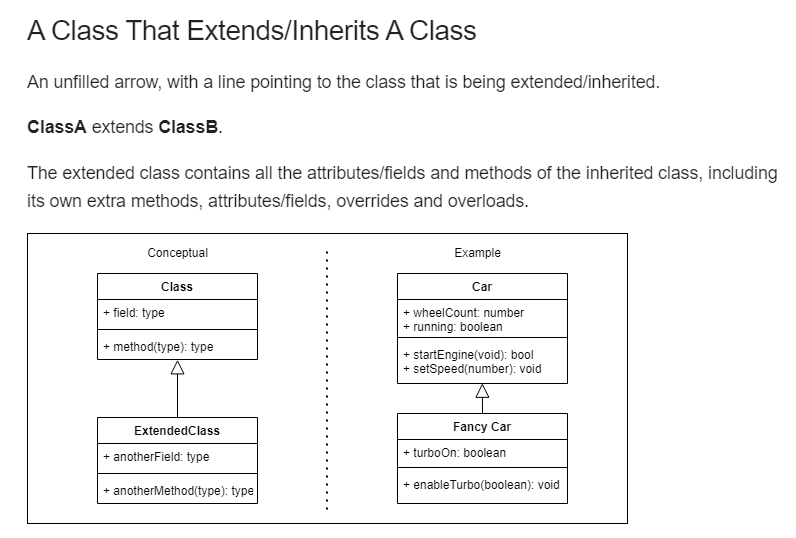 A Class That Extends/Inherits A Class
An unfilled arrow, with a line pointing to the class that is being extended/inherited.
ClassA extends ClassB.
The extended class contains all the attributes/fields and methods of the inherited class, including
its own extra methods, attributes/fields, overrides and overloads.
Conceptual
Class
+ field: type
+ method(type): type
ExtendedClass
+ anotherField: type
+ anotherMethod(type): type
Example
Car
+ wheelCount: number
+ running: boolean
+ startEngine(void): bool
+ setSpeed(number): void
Fancy Car
+ turboOn: boolean
+ enableTurbo(boolean): void